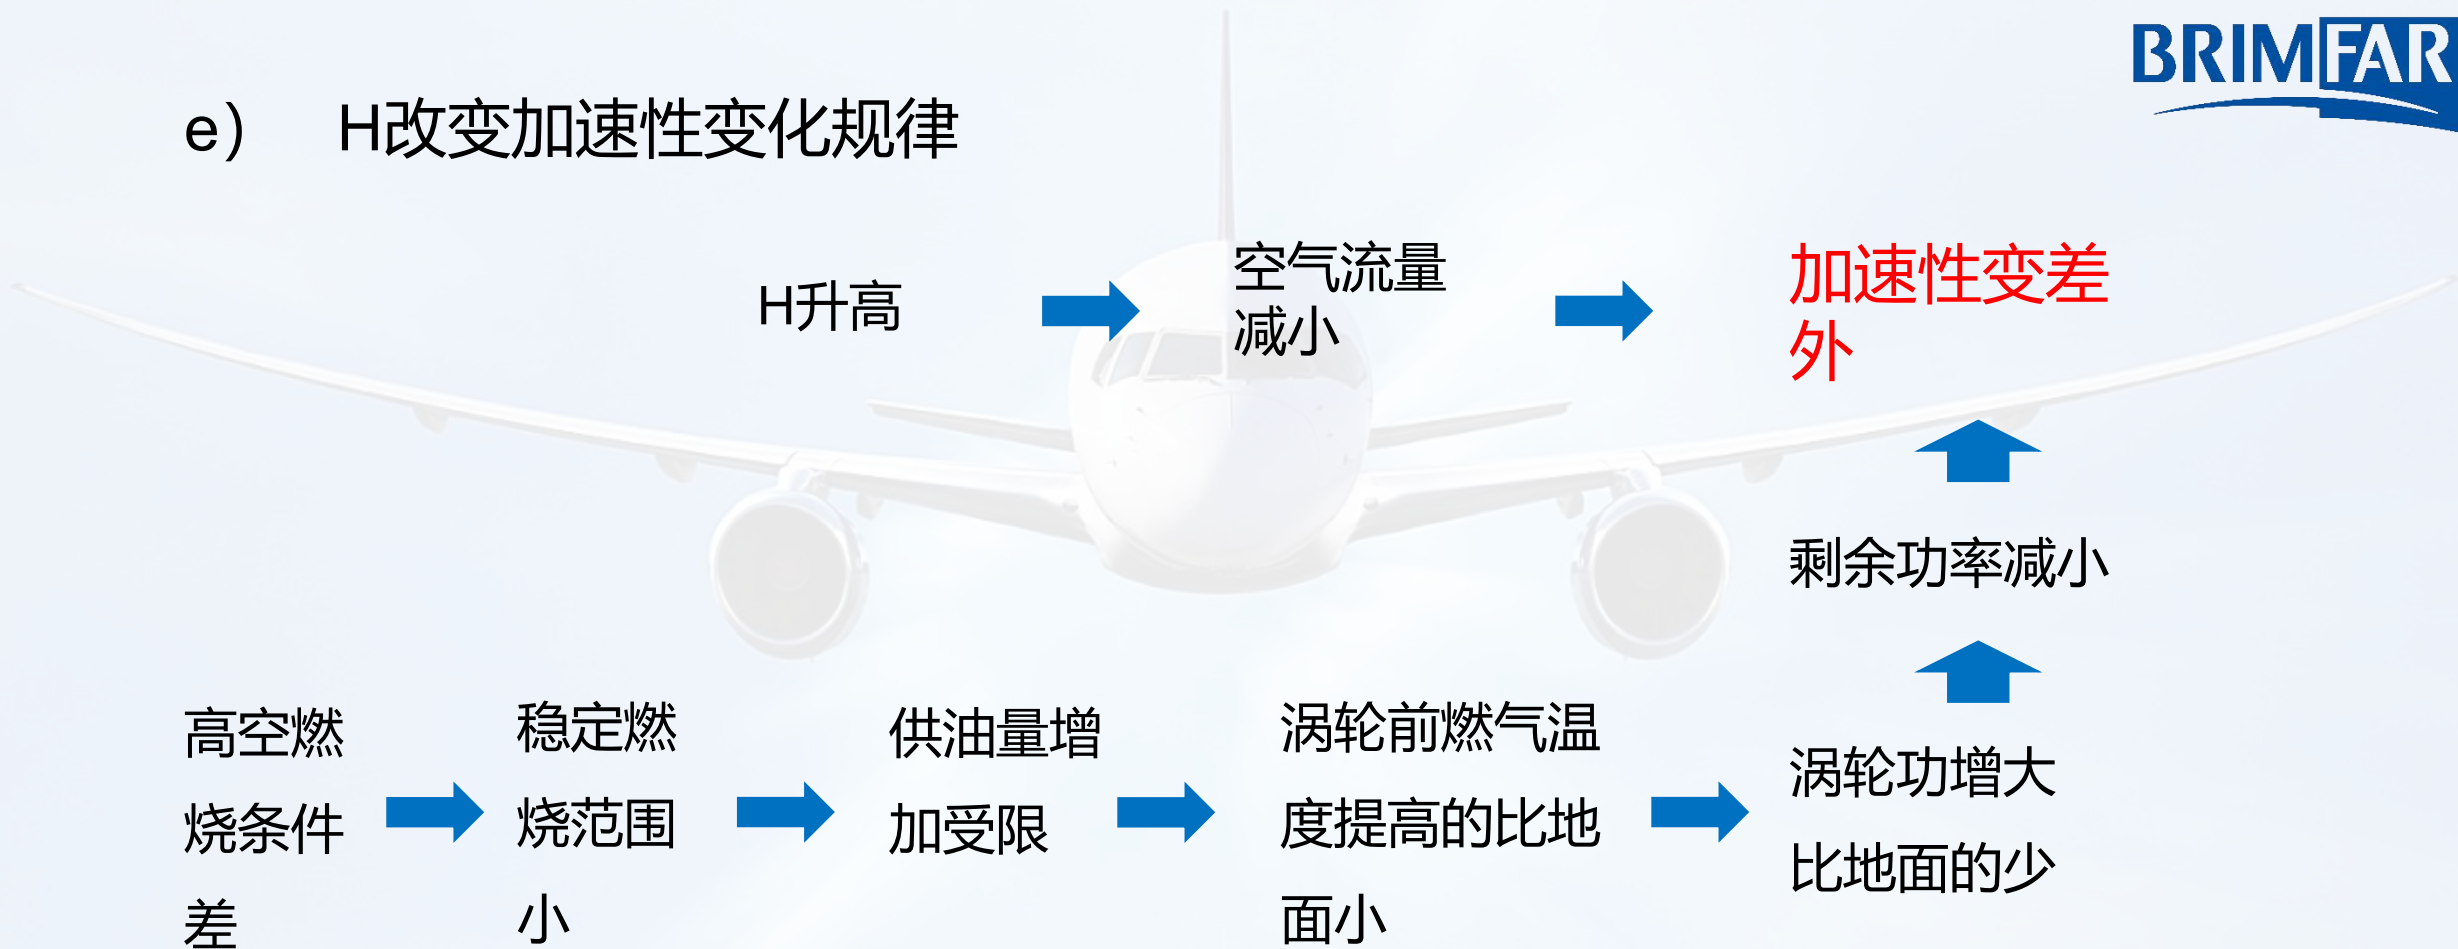 BRIMFAR
e) H改变加速性变化规律
H升高
空气流量
减小
加速性变差
外
剩余功率减小
高空燃
烧条件
差
稳定燃
烧范围
小
供油量增
加受限
涡轮前燃气温
度提高的比地
面小
涡轮功增大
比地面的少